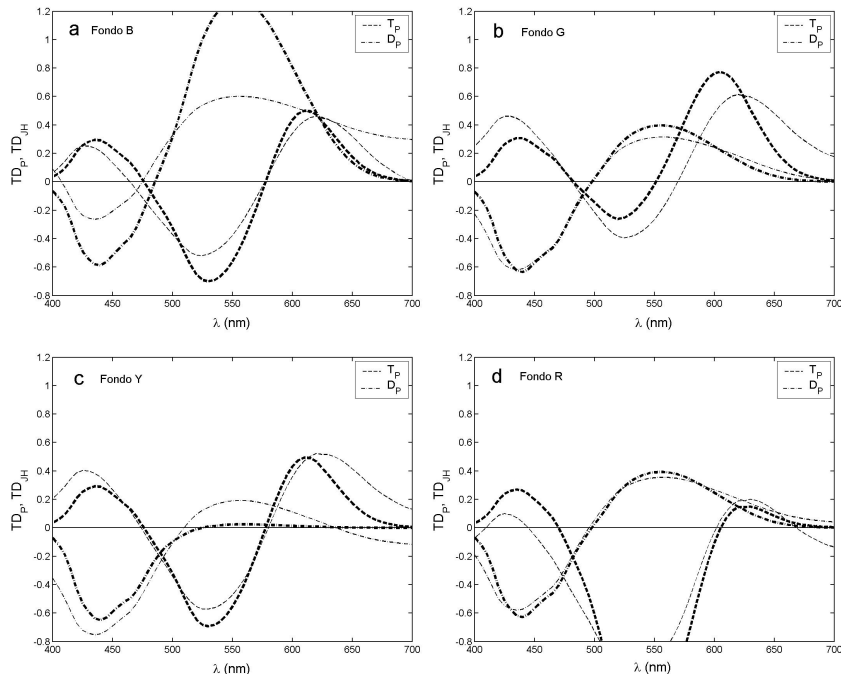 a Fondo B
T_P
D_P
TD_P, TD_JH
1.2
1
0.8
0.6
0.4
0.2
0
-0.2
-0.4
-0.6
-0.8
400 450 500 550 600 650 700
λ (nm)
b Fondo G
T_P
D_P
TD_P, TD_JH
1.2
1
0.8
0.6
0.4
0.2
0
-0.2
-0.4
-0.6
-0.8
400 450 500 550 600 650 700
λ (nm)
c Fondo Y
T_P
D_P
TD_P, TD_JH
1.2
1
0.8
0.6
0.4
0.2
0
-0.2
-0.4
-0.6
-0.8
400 450 500 550 600 650 700
λ (nm)
d Fondo R
T_P
D_P
TD_P, TD_JH
1.2
1
0.8
0.6
0.4
0.2
0
-0.2
-0.4
-0.6
-0.8
400 450 500 550 600 650 700
λ (nm)